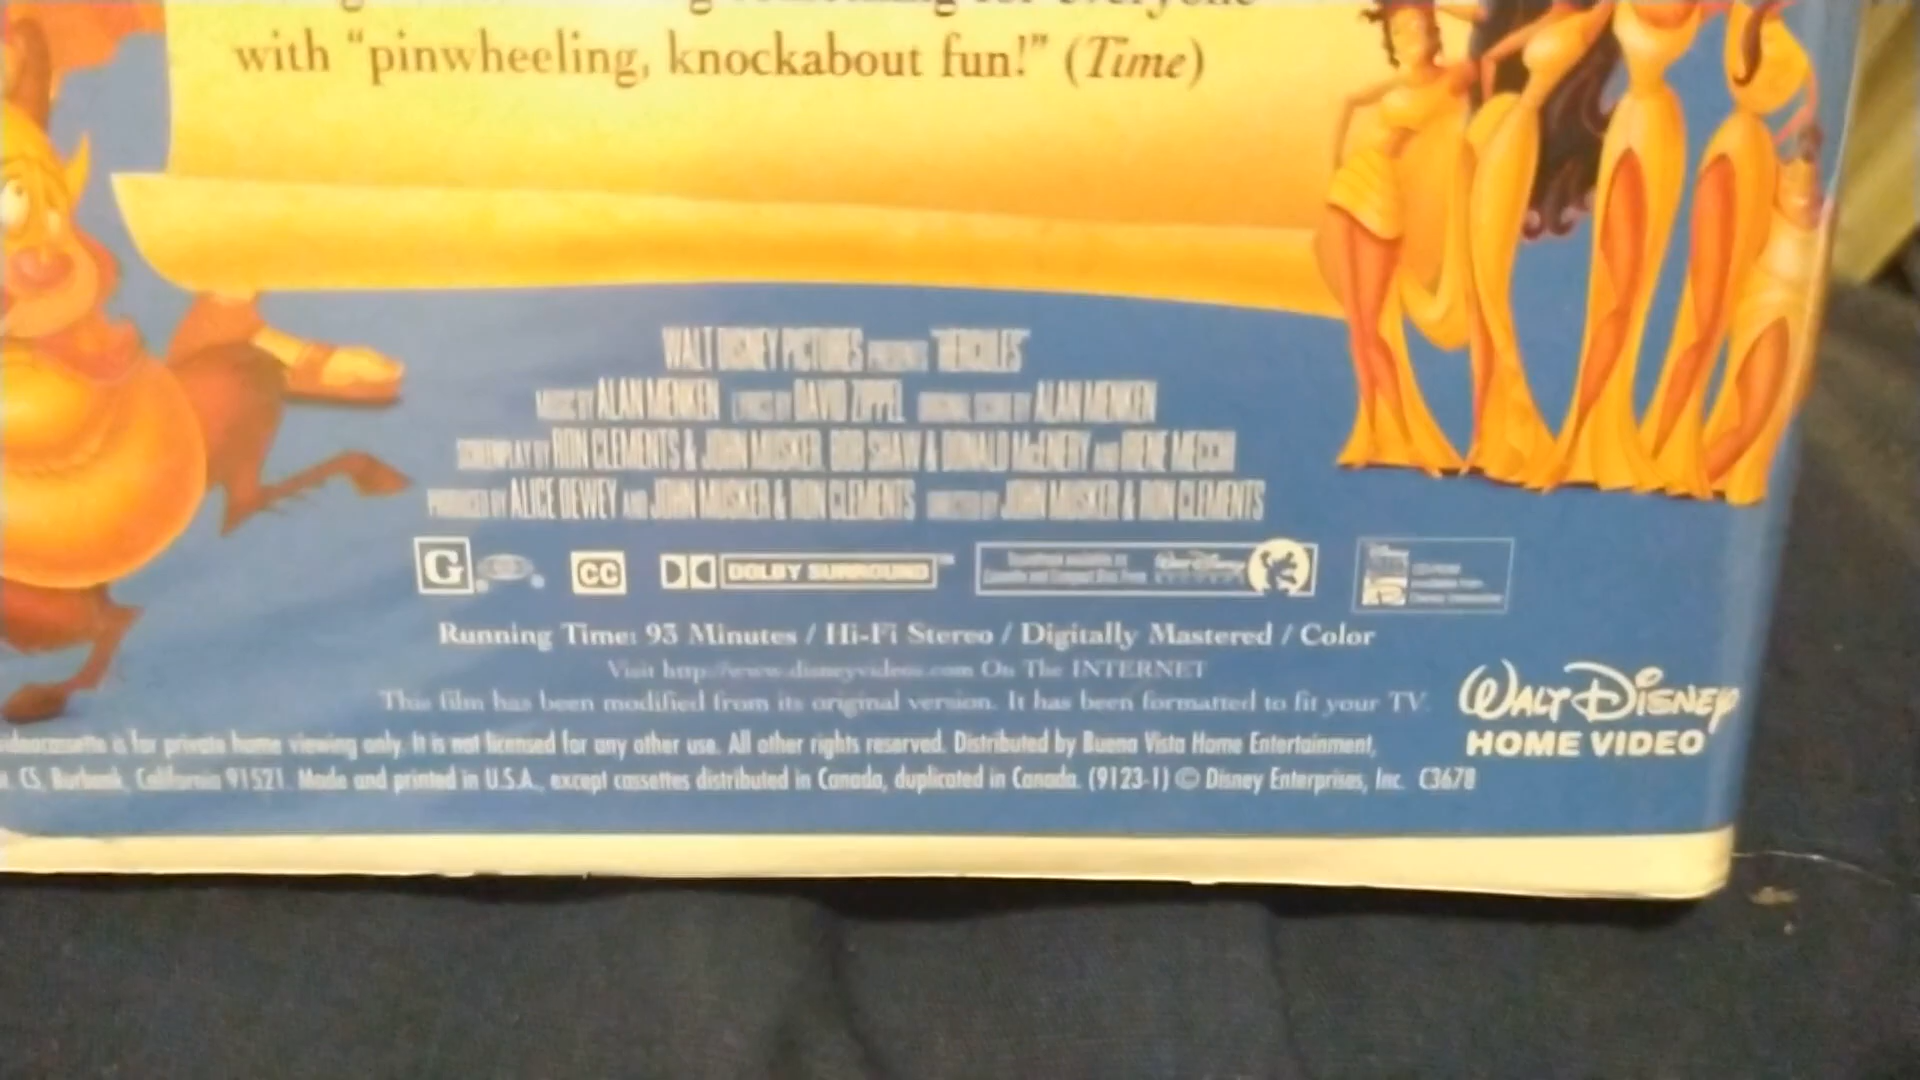 with “pinwheeling, knockabout fun!” (Time)
WALT DISNEY PICTURES PRESENTS "HERCULES"
MUSIC BY ALAN MENKEN LYRICS BY DAVID ZIPPEL ORIGINAL SCORE BY ALAN MENKEN
SCREENPLAY BY RON CLEMENTS & JOHN MUSKER, BOB SHAW & DONALD McENERY AND IRENE MECCHI
PRODUCED BY ALICE DEWEY AND JOHN MUSKER & RON CLEMENTS DIRECTED BY JOHN MUSKER & RON CLEMENTS
G CC DOLBY SURROUND Walt Disney
Running Time: 93 Minutes / Hi-Fi Stereo / Digitally Mastered / Color
Visit http://www.disneyvideos.com On The INTERNET
This film has been modified from its original version. It has been formatted to fit your TV.
is for private home viewing only. It is not licensed for any other use. All other rights reserved. Distributed by Buena Vista Home Entertainment,
CS, Burbank, California 91521. Made and printed in U.S.A., except cassettes distributed in Canada, duplicated in Canada. (9123-1) © Disney Enterprises, Inc. C3678
WALT DISNEY
HOME VIDEO